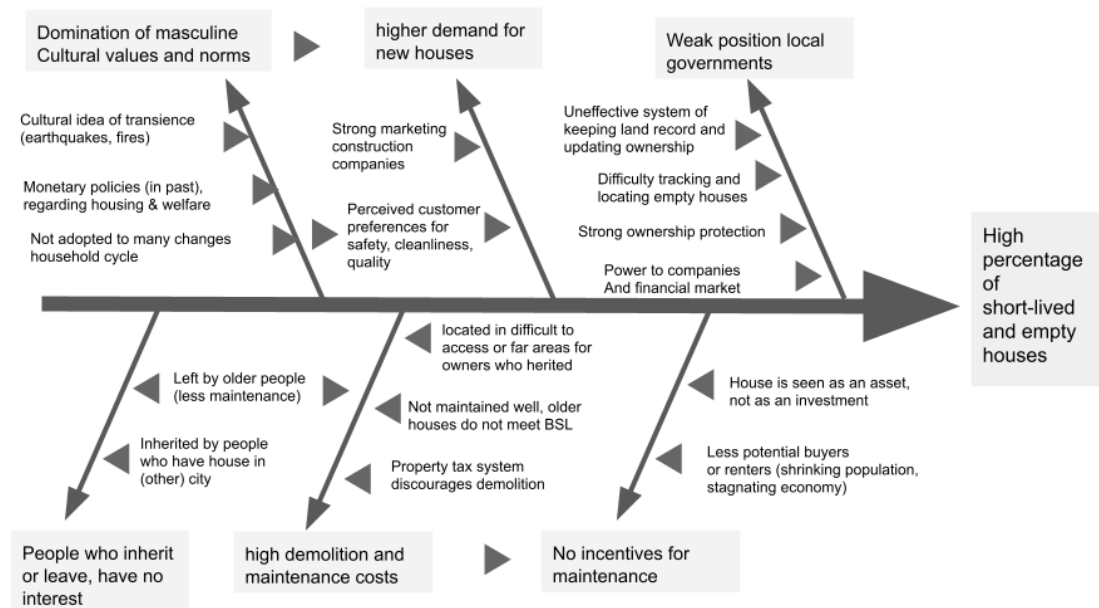 Domination of masculine
Cultural values and norms
higher demand for
new houses
Weak position local
governments
Cultural idea of transience
(earthquakes, fires)
Monetary policies (in past),
regarding housing & welfare
Not adopted to many changes
household cycle
Strong marketing
construction
companies
Perceived customer
preferences for
safety, cleanliness,
quality
Uneffective system of
keeping land record and
updating ownership
Difficulty tracking and
locating empty houses
Strong ownership protection
Power to companies
And financial market
High
percentage
of
short-lived
and empty
houses
Left by older people
(less maintenance)
Inherited by people
who have house in
(other) city
located in difficult to
access or far areas for
owners who herited
Not maintained well, older
houses do not meet BSL
Property tax system
discourages demolition
House is seen as an asset,
not as an investment
Less potential buyers
or renters (shrinking population,
stagnating economy)
People who inherit
or leave, have no
interest
high demolition and
maintenance costs
No incentives for
maintenance